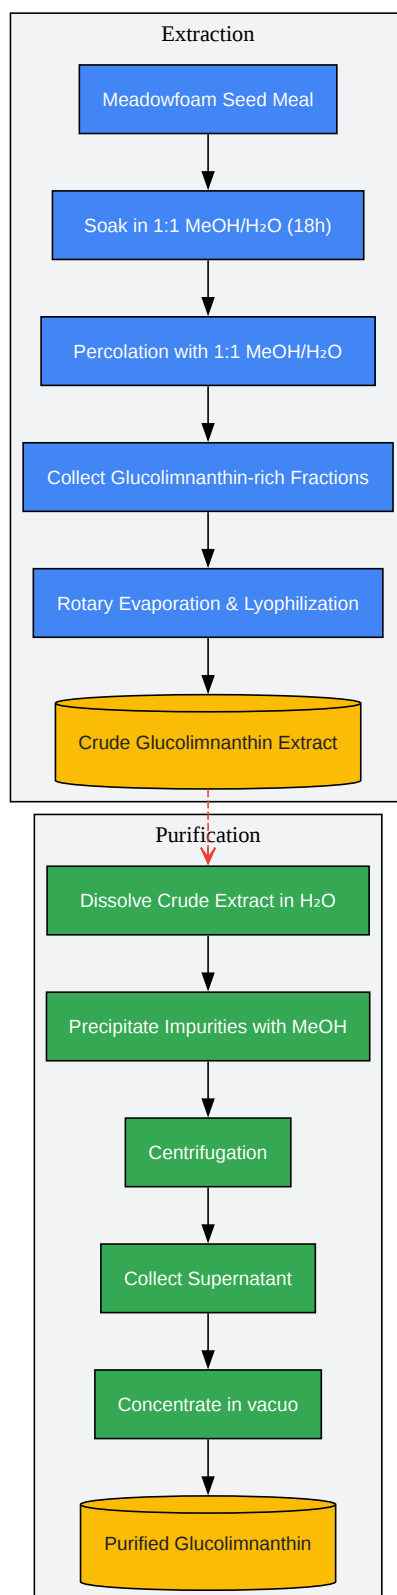 Extraction
Meadowfoam Seed Meal
Soak in 1:1 MeOH/H₂O (18h)
Percolation with 1:1 MeOH/H₂O
Collect Glucolimnanthin-rich Fractions
Rotary Evaporation & Lyophilization
Crude Glucolimnanthin Extract
Purification
Dissolve Crude Extract in H₂O
Precipitate Impurities with MeOH
Centrifugation
Collect Supernatant
Concentrate in vacuo
Purified Glucolimnanthin